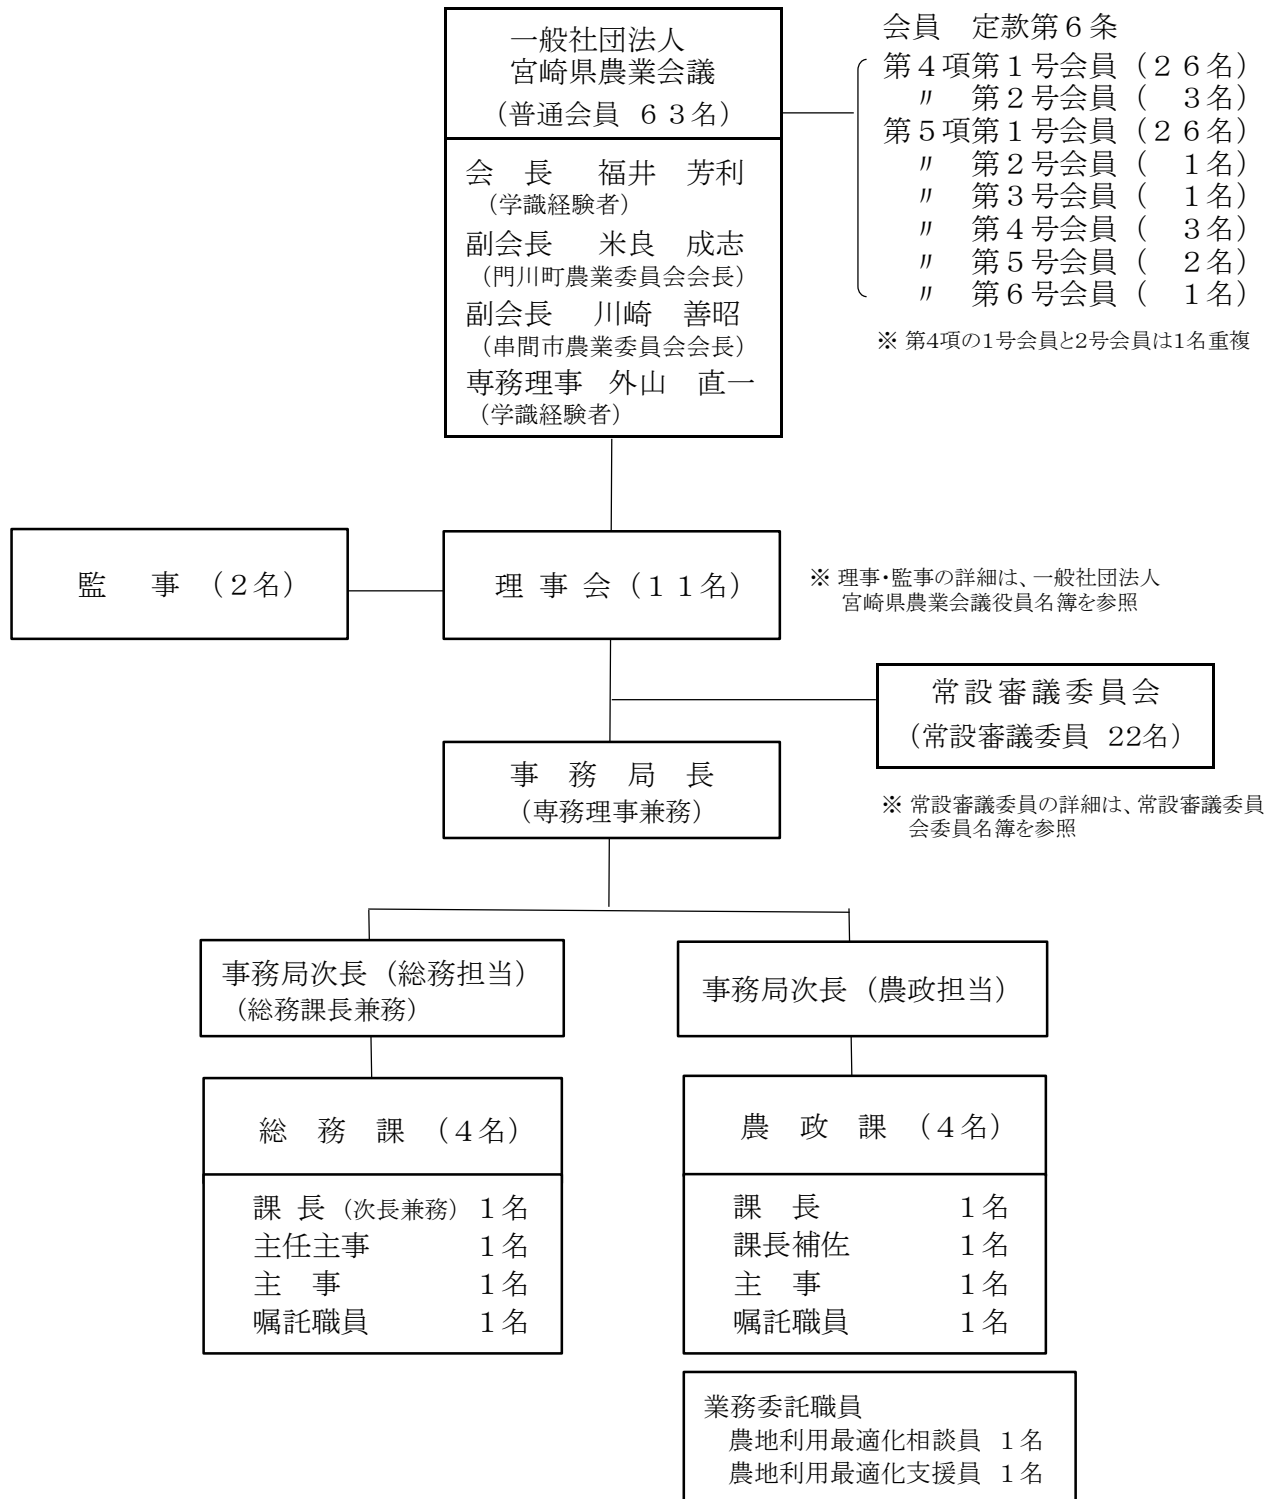 一般社団法人
宮崎県農業会議
（普通会員 ６３名）
会　長　福井　芳利
（学識経験者）
副会長　米良　成志
（門川町農業委員会会長）
副会長　川崎　善昭
（串間市農業委員会会長）
専務理事　外山　直一
（学識経験者）
会員　定款第６条
第４項第１号会員（２６名）
〃　第２号会員（　３名）
第５項第１号会員（２６名）
〃　第２号会員（　１名）
〃　第３号会員（　１名）
〃　第４号会員（　３名）
〃　第５号会員（　２名）
〃　第６号会員（　１名）
※ 第4項の1号会員と2号会員は1名重複
監　事　（２名）
理 事 会（１１名）
※ 理事・監事の詳細は、一般社団法人
宮崎県農業会議役員名簿を参照
常設審議委員会
（常設審議委員 22名）
※ 常設審議委員の詳細は、常設審議委員
会委員名簿を参照
事　務　局　長
（専務理事兼務）
事務局次長（総務担当）
（総務課長兼務）
事務局次長（農政担当）
総　務　課　（４名）
課 長（次長兼務）１名
主任主事　１名
主　事　１名
嘱託職員　１名
農　政　課　（４名）
課　長　１名
課長補佐　１名
主　事　１名
嘱託職員　１名
業務委託職員
農地利用最適化相談員　１名
農地利用最適化支援員　１名